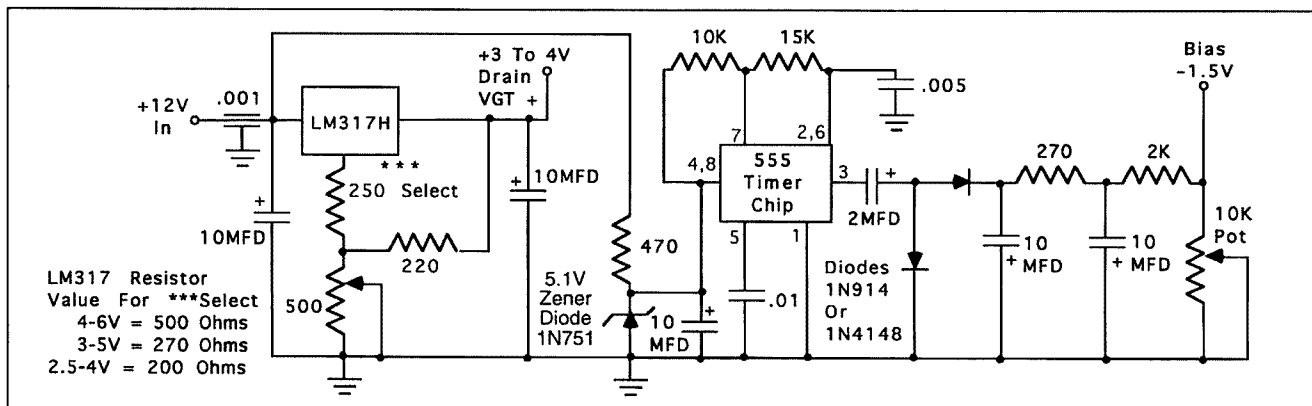 +12V
In
.001
LM317H
+3 To 4V
Drain
VGT +
***
Select
250
+
10MFD
+
10MFD
220
500
LM317 Resistor
Value For ***Select
4-6V = 500 Ohms
3-5V = 270 Ohms
2.5-4V = 200 Ohms
470
5.1V
Zener
Diode
1N751
+
10
MFD
10K
15K
.005
7
2,6
4,8
555
Timer
Chip
3
5
1
.01
+
2MFD
Diodes
1N914
Or
1N4148
270
2K
10
+ MFD
10
+ MFD
Bias
-1.5V
10K
Pot